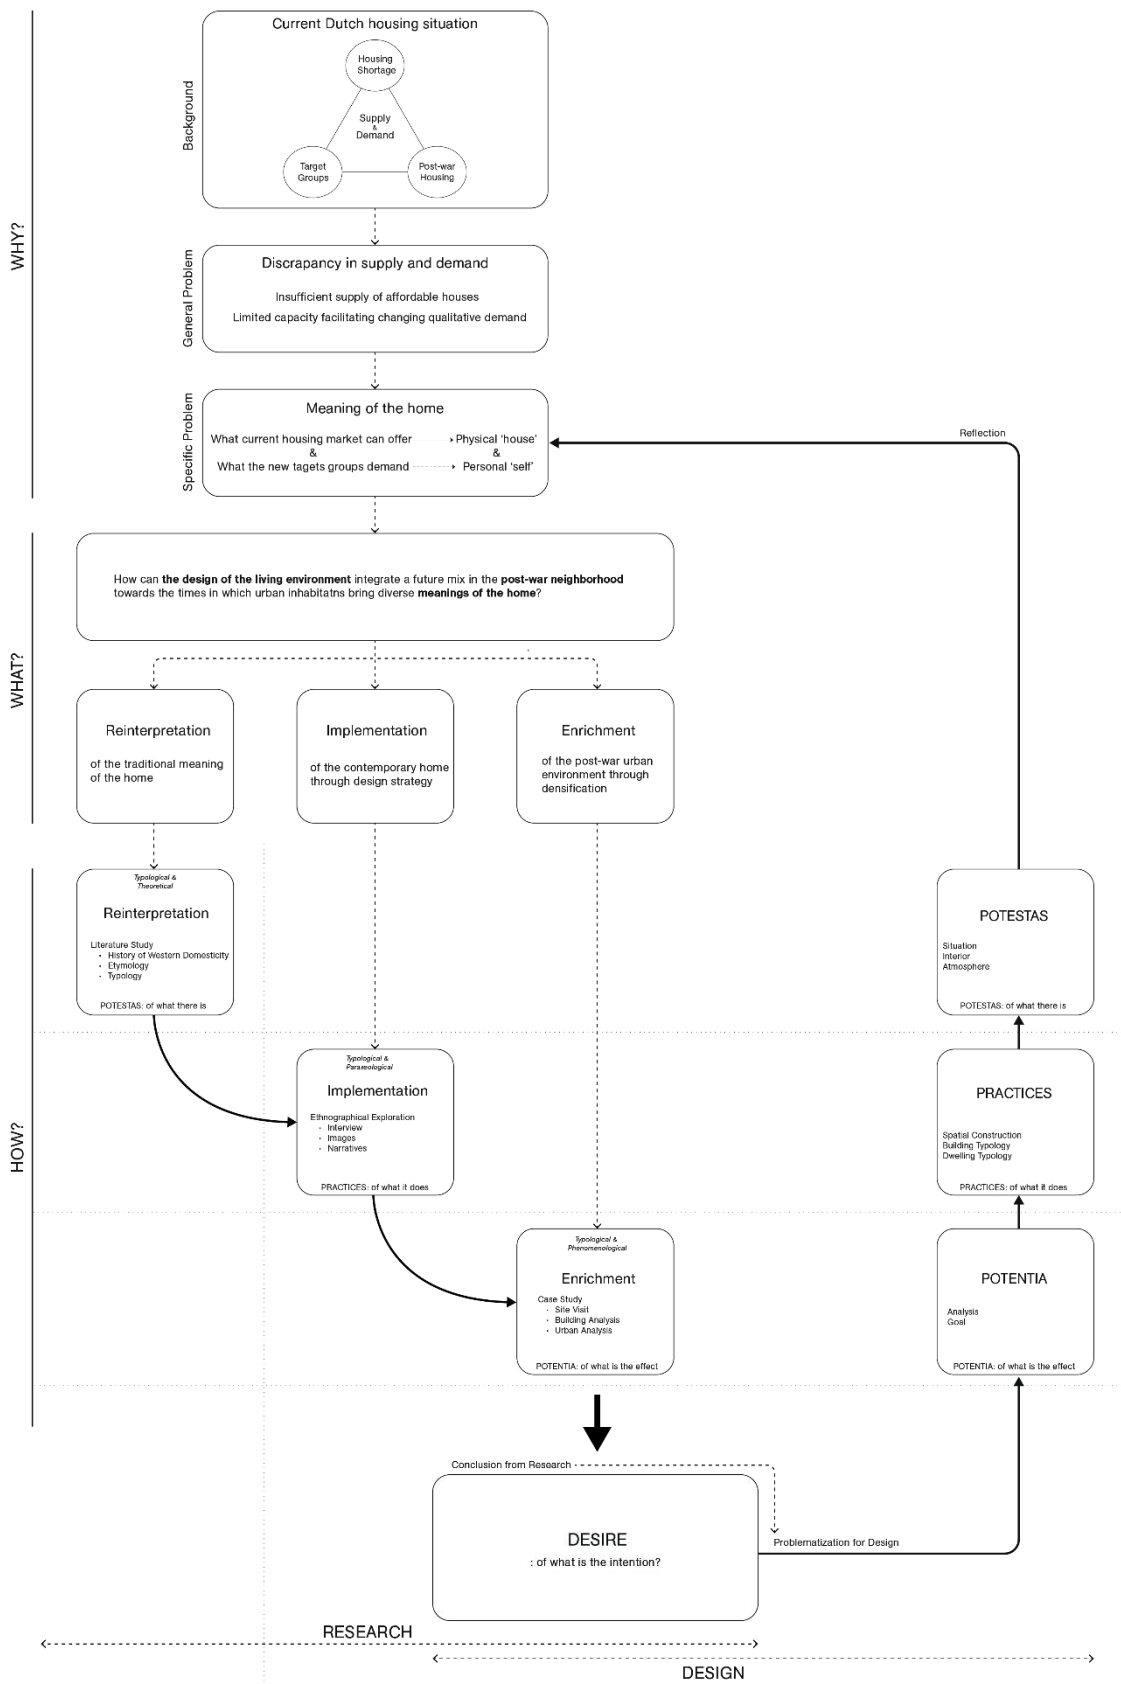 Current Dutch housing situation
Housing
Shortage
Supply
&
Demand
Target
Groups
Post-war
Housing
Background
WHY?
General Problem
Discrapancy in supply and demand
Insufficient supply of affordable houses
Limited capacity facilitating changing qualitative demand
Specific Problem
Meaning of the home
What current housing market can offer
Physical ‘house’
&
&
What the new tagets groups demand
Personal ‘self’
Reflection
WHAT?
How can the design of the living environment integrate a future mix in the post-war neighborhood
towards the times in which urban inhabitatns bring diverse meanings of the home?
Reinterpretation
of the traditional meaning
of the home
Implementation
of the contemporary home
through design strategy
Enrichment
of the post-war urban
environment through
densification
HOW?
Typological &
Theoretical
Reinterpretation
Literature Study
• History of Western Domesticity
• Etymology
• Typology
POTESTAS: of what there is
POTESTAS
Situation
Interior
Atmosphere
POTESTAS: of what there is
Typological &
Paraxeological
Implementation
Ethnographical Exploration
• Interview
• Images
• Narratives
PRACTICES: of what it does
PRACTICES
Spatial Construction
Building Typology
Dwelling Typology
PRACTICES: of what it does
Typological &
Phenomenological
Enrichment
Case Study
• Site Visit
• Building Analysis
• Urban Analysis
POTENTIA: of what is the effect
POTENTIA
Analysis
Goal
POTENTIA: of what is the effect
Conclusion from Research
DESIRE
: of what is the intention?
Problematization for Design
RESEARCH
DESIGN